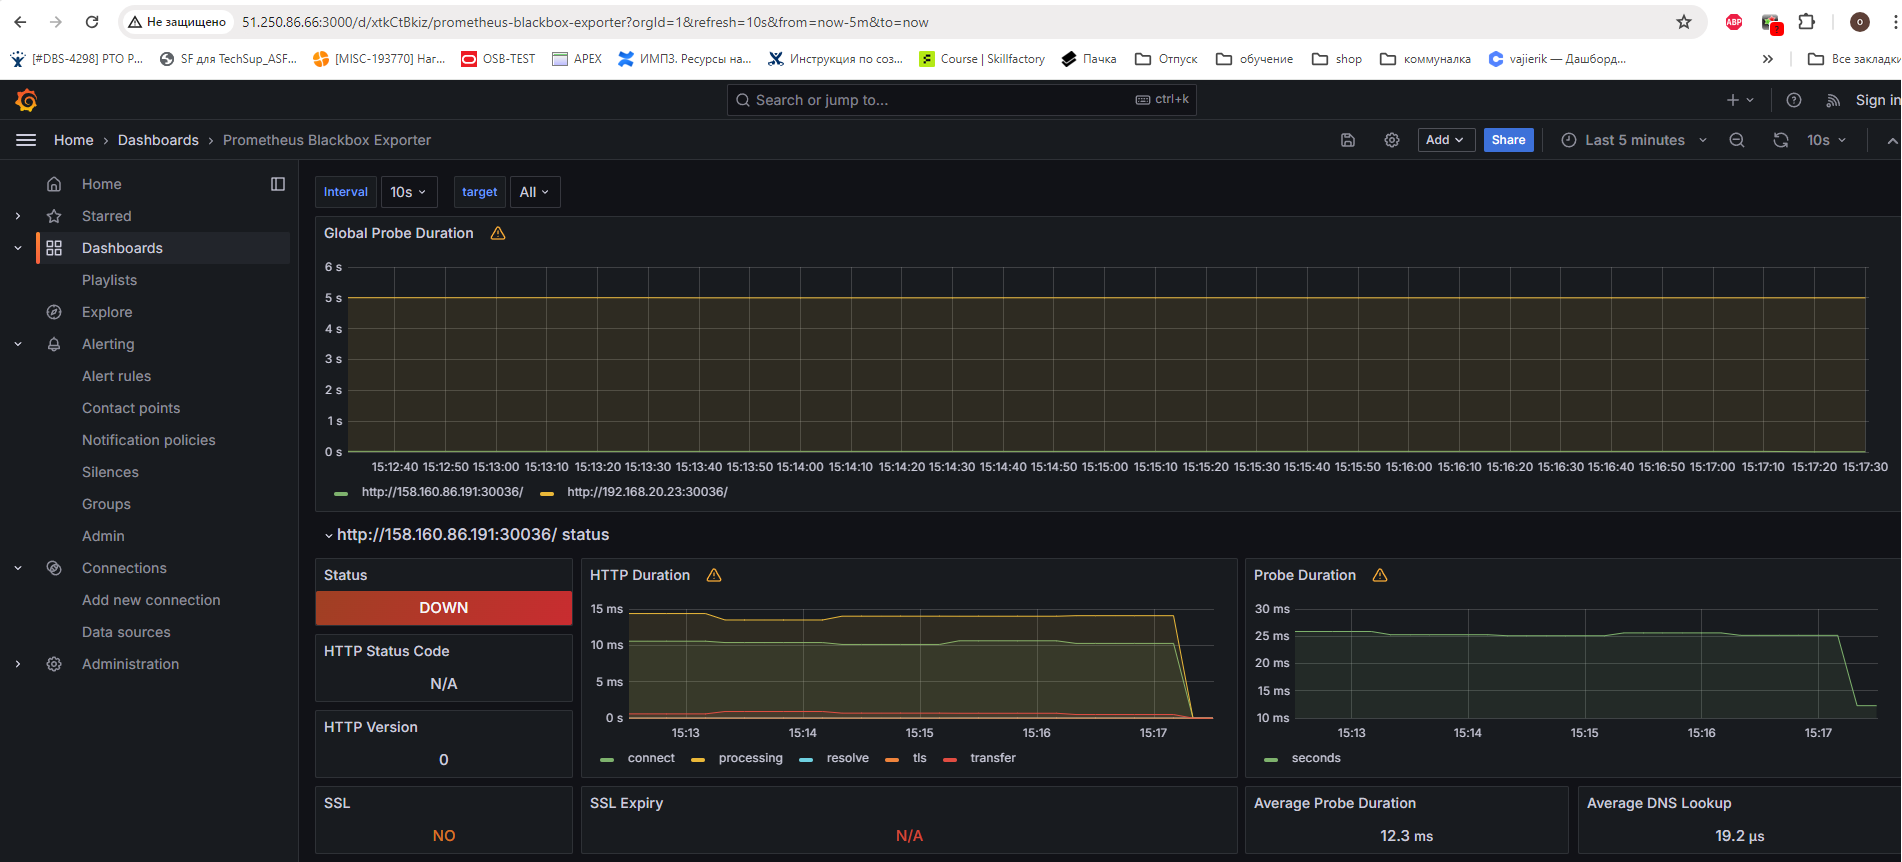 Не защищено 51.250.86.66:3000/d/xtkCtBkiz/prometheus-blackbox-exporter?orgId=1&refresh=10s&from=now-5m&to=now ABP ? O
[#DBS-4298] РТО Р... SF для TechSup_ASF... [MISC-193770] Наг... OSB-TEST APEX ИМПЗ. Ресурсы на... Инструкция по соз... Course | Skillfactory Пачка Отпуск обучение shop коммуналка vajierik — Дашборд... » Все закладки
Search or jump to... ctrl+k Sign in
Home › Dashboards › Prometheus Blackbox Exporter Add Share Last 5 minutes 10s
Home
Starred
Dashboards
Playlists
Explore
Alerting
Alert rules
Contact points
Notification policies
Silences
Groups
Admin
Connections
Add new connection
Data sources
Administration
Interval 10s target All
Global Probe Duration
6 s
5 s
4 s
3 s
2 s
1 s
0 s
15:12:40 15:12:50 15:13:00 15:13:10 15:13:20 15:13:30 15:13:40 15:13:50 15:14:00 15:14:10 15:14:20 15:14:30 15:14:40 15:14:50 15:15:00 15:15:10 15:15:20 15:15:30 15:15:40 15:15:50 15:16:00 15:16:10 15:16:20 15:16:30 15:16:40 15:16:50 15:17:00 15:17:10 15:17:20 15:17:30
http://158.160.86.191:30036/ http://192.168.20.23:30036/
http://158.160.86.191:30036/ status
Status
DOWN
HTTP Status Code
N/A
HTTP Version
0
SSL
NO
HTTP Duration
15 ms
10 ms
5 ms
0 s
15:13 15:14 15:15 15:16 15:17
connect processing resolve tls transfer
Probe Duration
30 ms
25 ms
20 ms
15 ms
10 ms
15:13 15:14 15:15 15:16 15:17
seconds
SSL Expiry
N/A
Average Probe Duration
12.3 ms
Average DNS Lookup
19.2 µs